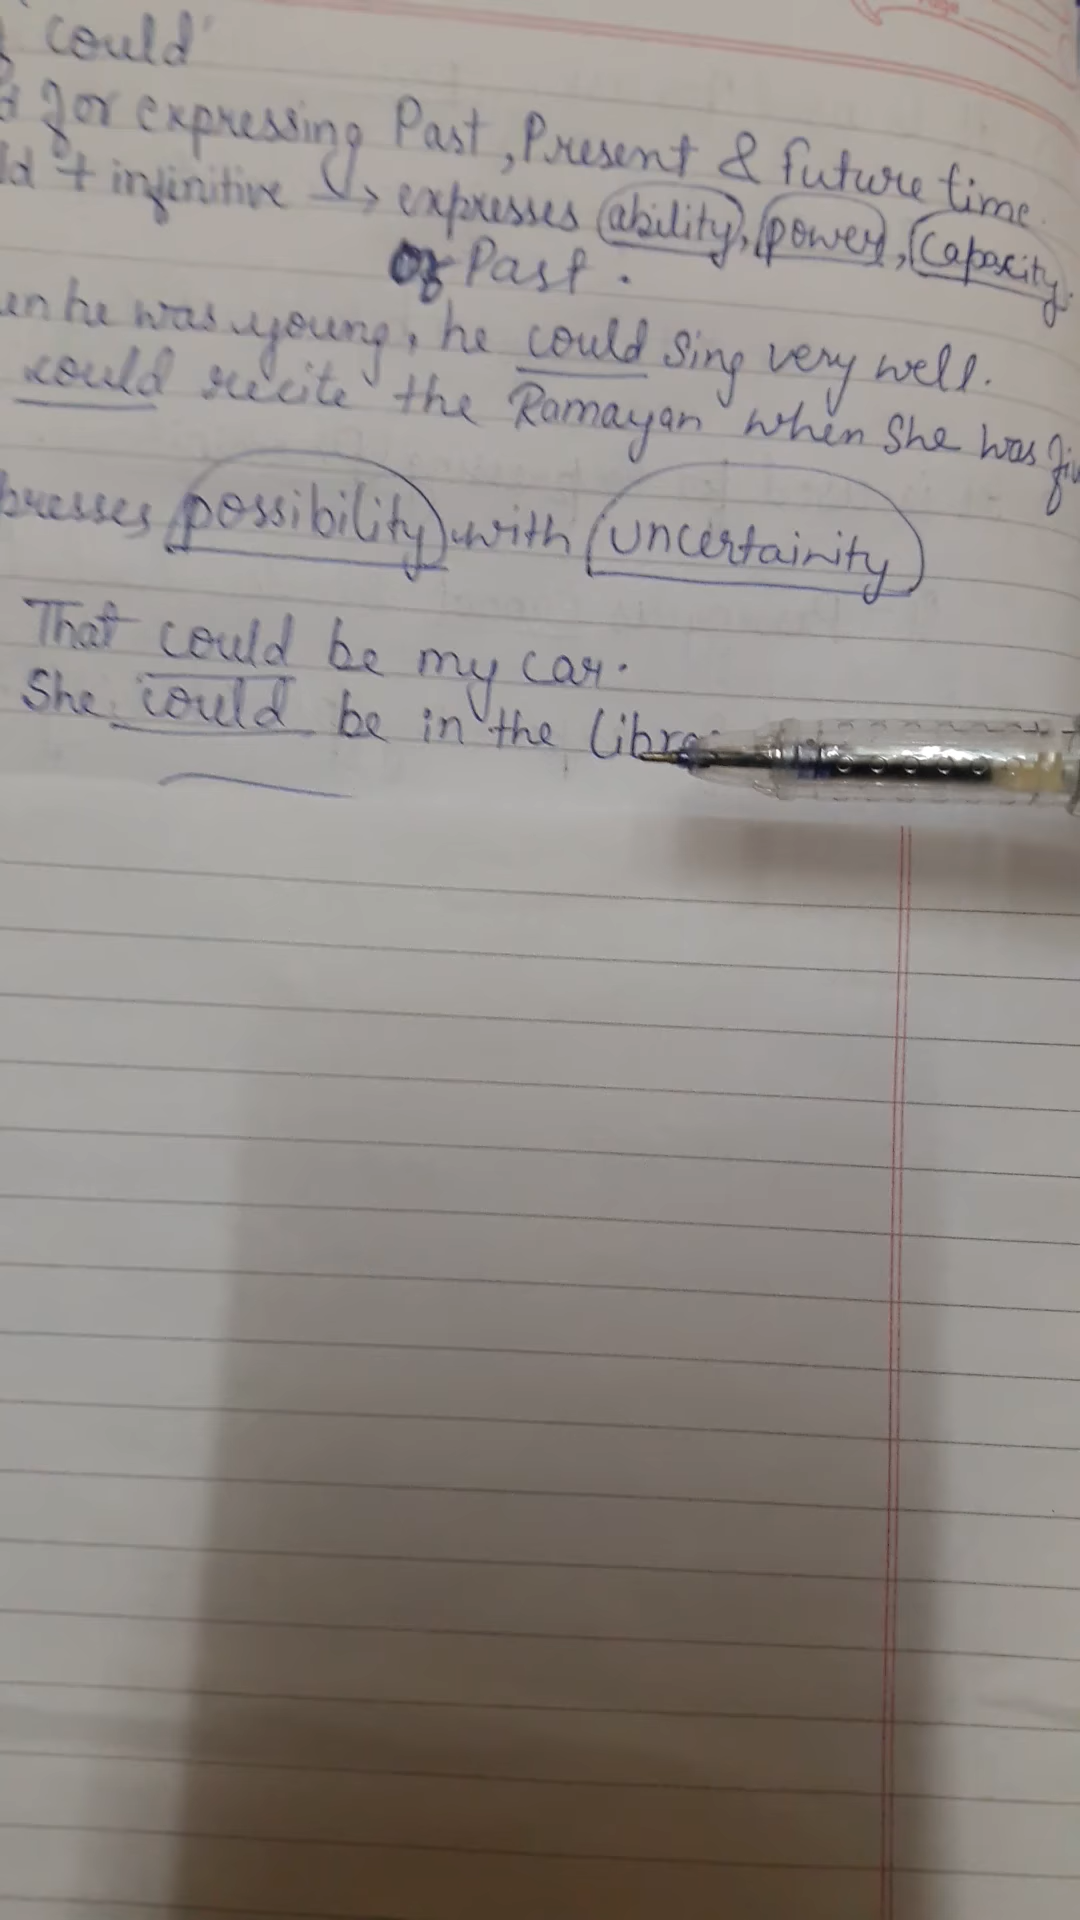 could
for expressing Past, Present & future time.
+ infinitive → expresses ability, power, capacity.
of Past.
he was young, he could sing very well.
could recite the Ramayan when she was
possibility with uncertainity
That could be my car.
She could be in the